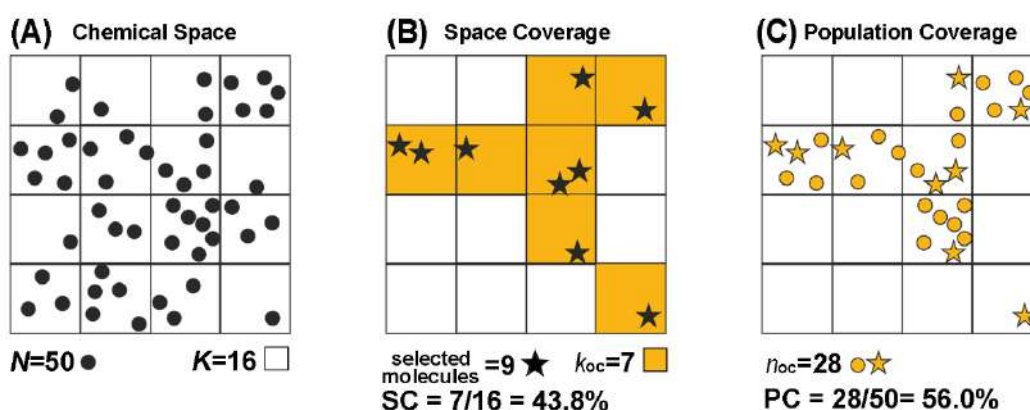 (A) Chemical Space
N=50
K=16
(B) Space Coverage
selected
molecules =9
koc=7
SC = 7/16 = 43.8%
(C) Population Coverage
noc=28
PC = 28/50= 56.0%